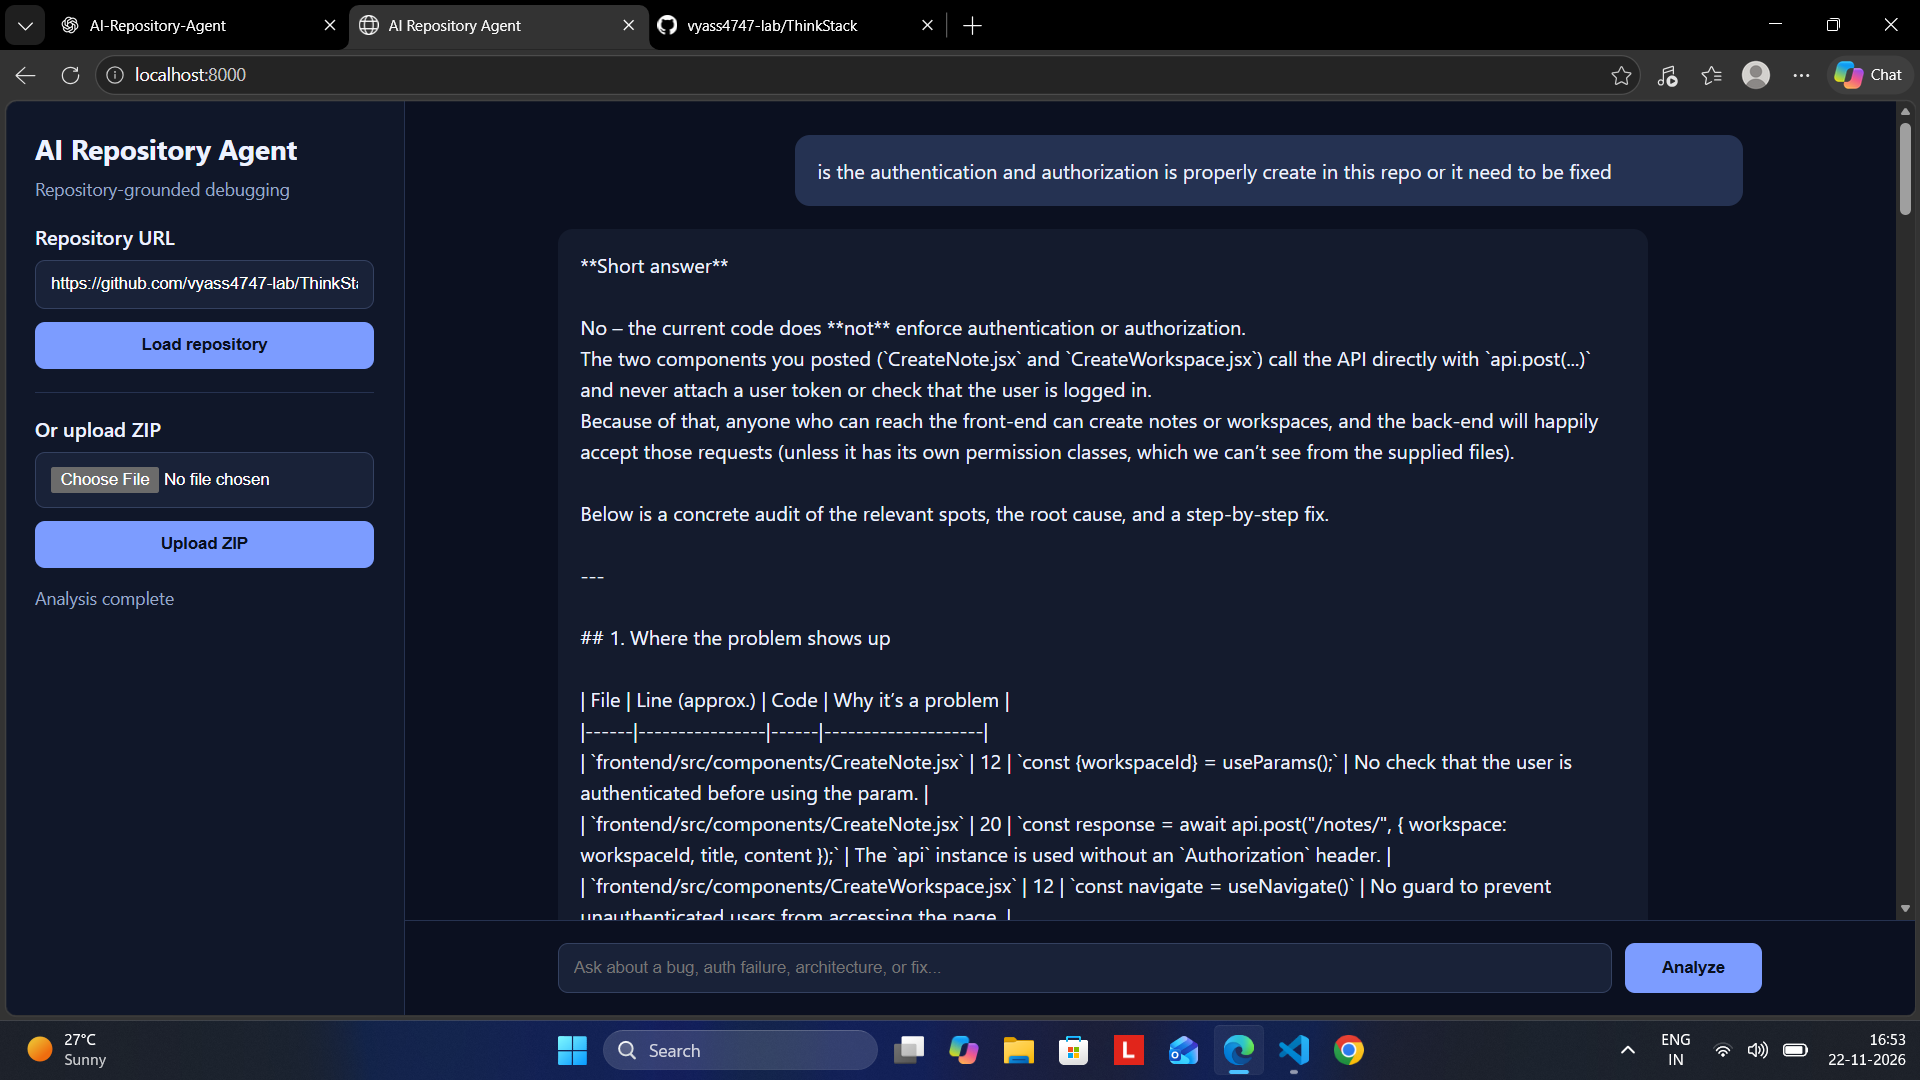 AI-Repository-Agent
AI Repository Agent
vyass4747-lab/ThinkStack
localhost:8000
Chat
AI Repository Agent
Repository-grounded debugging
Repository URL
https://github.com/vyass4747-lab/ThinkSta
Load repository
Or upload ZIP
Choose File No file chosen
Upload ZIP
Analysis complete
is the authentication and authorization is properly create in this repo or it need to be fixed
**Short answer**
No – the current code does **not** enforce authentication or authorization.
The two components you posted (`CreateNote.jsx` and `CreateWorkspace.jsx`) call the API directly with `api.post(…)`
and never attach a user token or check that the user is logged in.
Because of that, anyone who can reach the front-end can create notes or workspaces, and the back-end will happily
accept those requests (unless it has its own permission classes, which we can’t see from the supplied files).
Below is a concrete audit of the relevant spots, the root cause, and a step-by-step fix.
---
## 1. Where the problem shows up
| File | Line (approx.) | Code | Why it’s a problem |
|------|----------------|------|--------------------|
| `frontend/src/components/CreateNote.jsx` | 12 | `const {workspaceId} = useParams();` | No check that the user is
authenticated before using the param. |
| `frontend/src/components/CreateNote.jsx` | 20 | `const response = await api.post("/notes/", { workspace:
workspaceId, title, content });` | The `api` instance is used without an `Authorization` header. |
| `frontend/src/components/CreateWorkspace.jsx` | 12 | `const navigate = useNavigate()` | No guard to prevent
unauthenticated users from accessing the page. |
Ask about a bug, auth failure, architecture, or fix...
Analyze
27°C
Sunny
Search
L
ENG
IN
16:53
22-11-2026